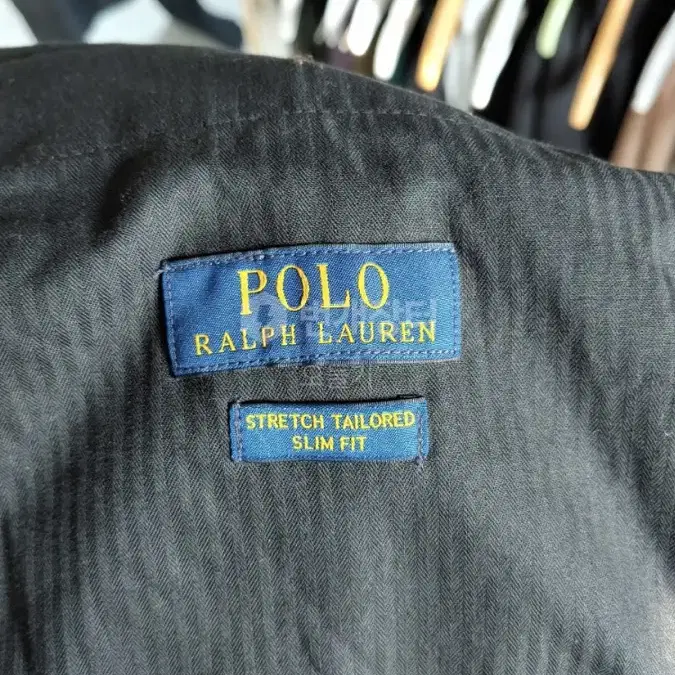 POLO
RALPH LAUREN
STRETCH TAILORED
SLIM FIT